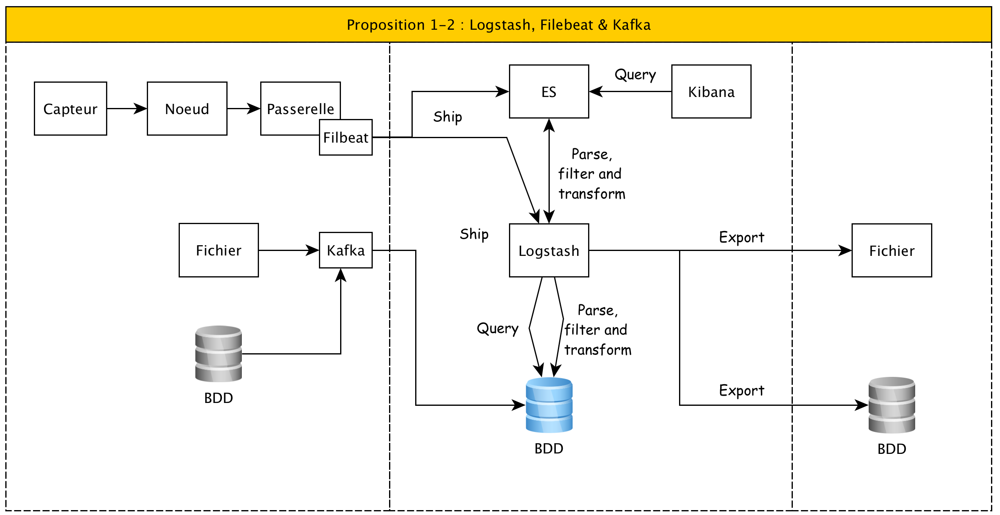 Proposition 1-2 : Logstash, Filebeat & Kafka
Capteur
Noeud
Passerelle
Filbeat
Ship
ES
Query
Kibana
Parse,
filter and
transform
Fichier
Kafka
Ship
Logstash
Export
Fichier
BDD
Query
Parse,
filter and
transform
Export
BDD
BDD